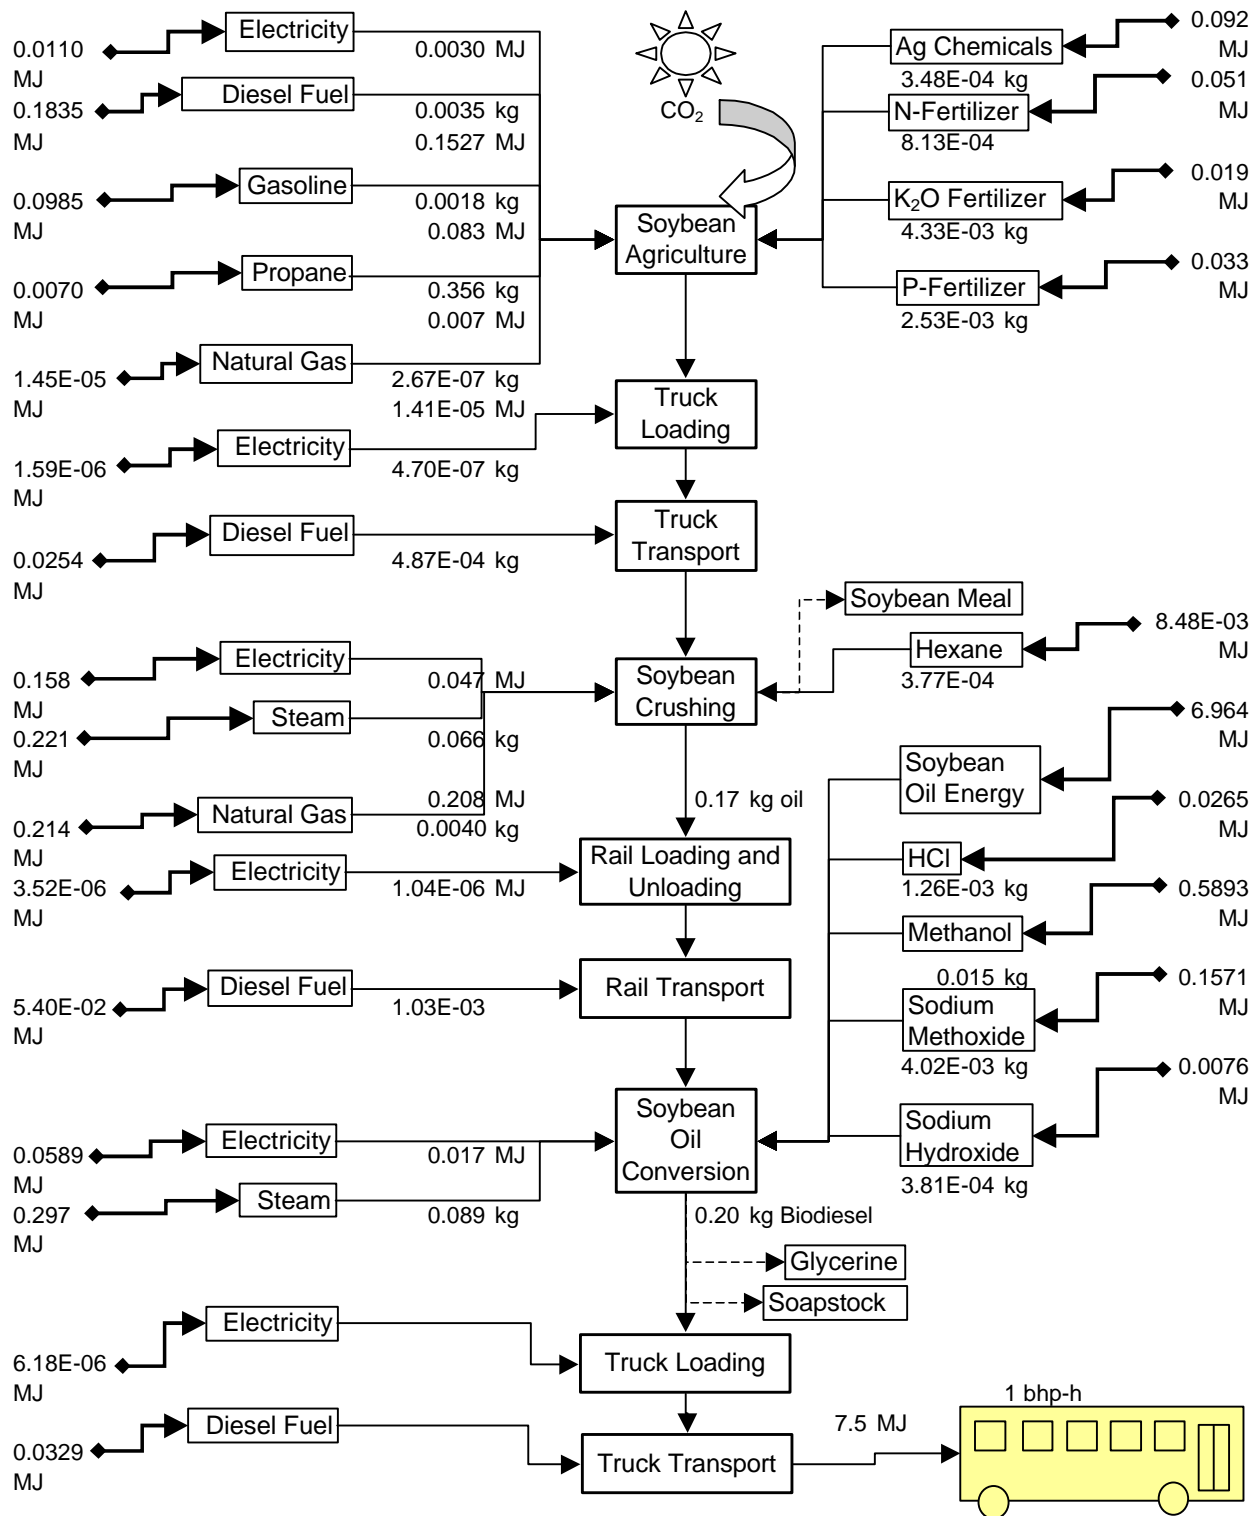 0.0110
MJ
Electricity
0.0030 MJ
0.1835
MJ
Diesel Fuel
0.0035 kg
0.1527 MJ
0.0985
MJ
Gasoline
0.0018 kg
0.083 MJ
0.0070
MJ
Propane
0.356 kg
0.007 MJ
1.45E-05
MJ
Natural Gas
2.67E-07 kg
1.41E-05 MJ
CO2
Soybean
Agriculture
Ag Chemicals
3.48E-04 kg
0.092
MJ
N-Fertilizer
8.13E-04
0.051
MJ
K2O Fertilizer
4.33E-03 kg
0.019
MJ
P-Fertilizer
2.53E-03 kg
0.033
MJ
1.59E-06
MJ
Electricity
4.70E-07 kg
Truck
Loading
0.0254
MJ
Diesel Fuel
4.87E-04 kg
Truck
Transport
0.158
MJ
Electricity
0.047 MJ
0.221
MJ
Steam
0.066 kg
0.214
MJ
Natural Gas
0.208 MJ
0.0040 kg
Soybean
Crushing
Soybean Meal
Hexane
3.77E-04
8.48E-03
MJ
0.17 kg oil
3.52E-06
MJ
Electricity
1.04E-06 MJ
Rail Loading and
Unloading
5.40E-02
MJ
Diesel Fuel
1.03E-03
Rail Transport
Soybean
Oil Energy
6.964
MJ
HCl
1.26E-03 kg
0.0265
MJ
Methanol
0.015 kg
0.5893
MJ
Sodium
Methoxide
4.02E-03 kg
0.1571
MJ
Sodium
Hydroxide
3.81E-04 kg
0.0076
MJ
0.0589
MJ
Electricity
0.017 MJ
0.297
MJ
Steam
0.089 kg
Soybean
Oil
Conversion
0.20 kg Biodiesel
Glycerine
Soapstock
6.18E-06
MJ
Electricity
Truck Loading
0.0329
MJ
Diesel Fuel
Truck Transport
7.5 MJ
1 bhp-h